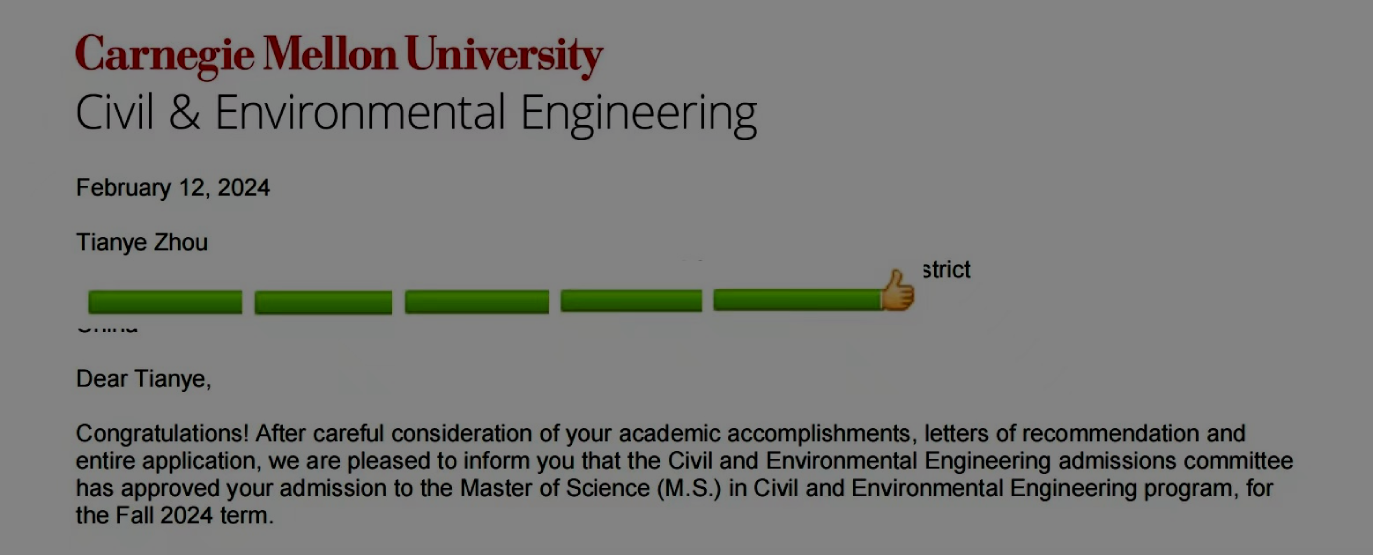 Carnegie Mellon University
Civil & Environmental Engineering
February 12, 2024
Tianye Zhou
strict
Dear Tianye,
Congratulations! After careful consideration of your academic accomplishments, letters of recommendation and
entire application, we are pleased to inform you that the Civil and Environmental Engineering admissions committee
has approved your admission to the Master of Science (M.S.) in Civil and Environmental Engineering program, for
the Fall 2024 term.